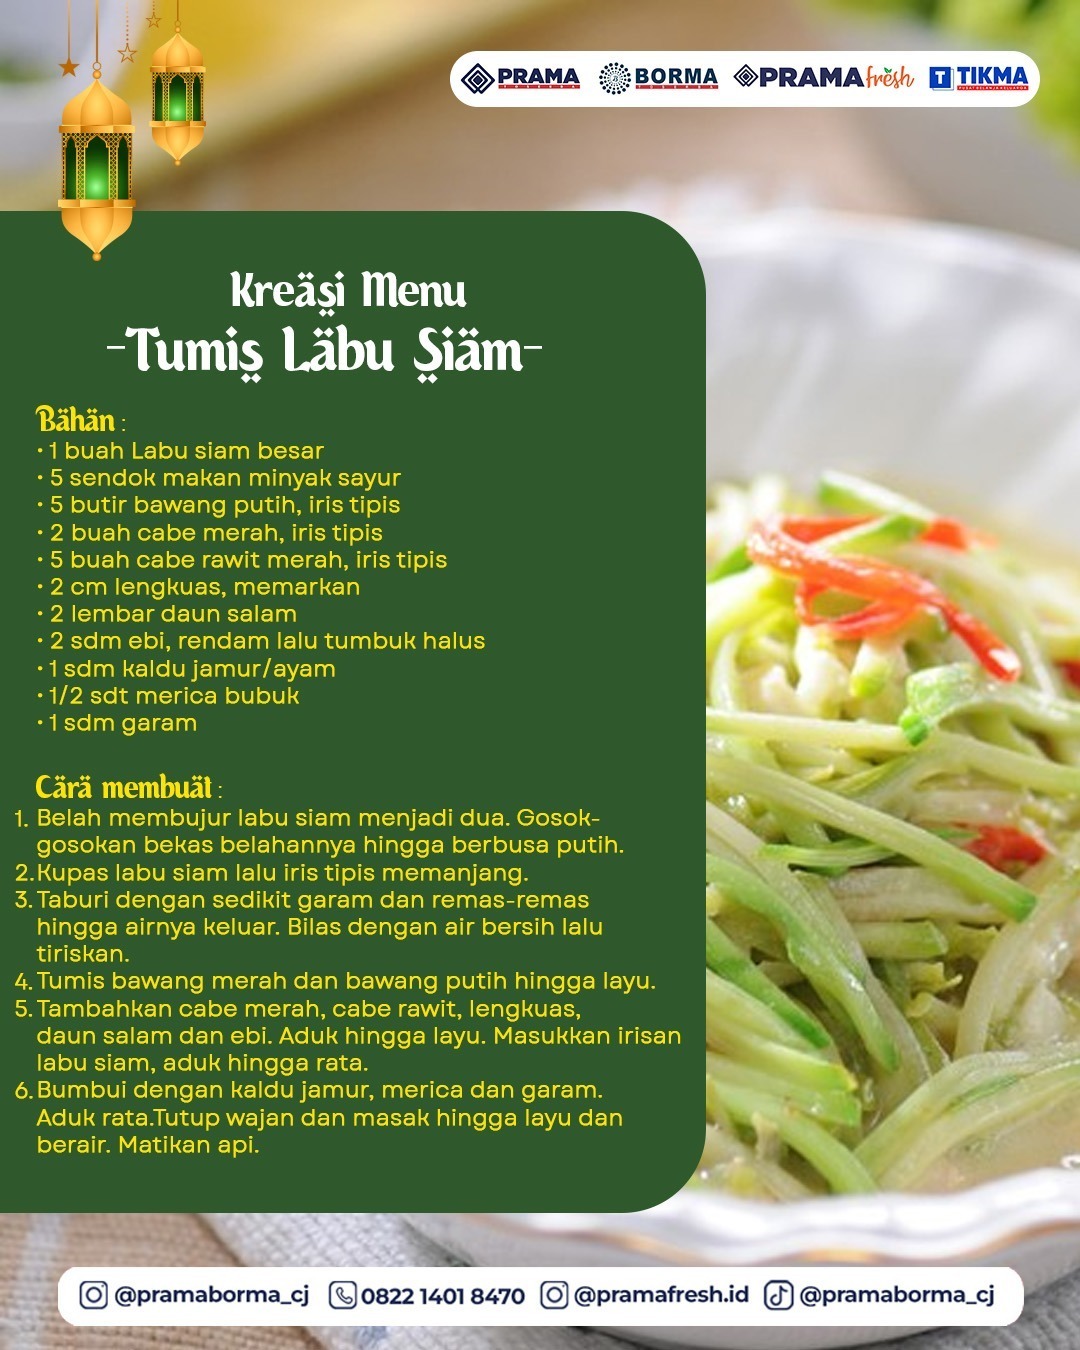 PRAMA BORMA PRAMA fresh T TIKMA
PUSAT BELANJA KELUARGA
Kreasi Menu
-Tumis Labu Siam-
Bahan :
• 1 buah Labu siam besar
• 5 sendok makan minyak sayur
• 5 butir bawang putih, iris tipis
• 2 buah cabe merah, iris tipis
• 5 buah cabe rawit merah, iris tipis
• 2 cm lengkuas, memarkan
• 2 lembar daun salam
• 2 sdm ebi, rendam lalu tumbuk halus
• 1 sdm kaldu jamur/ayam
• 1/2 sdt merica bubuk
• 1 sdm garam
Cara membuat :
1. Belah membujur labu siam menjadi dua. Gosok-
gosokan bekas belahannya hingga berbusa putih.
2. Kupas labu siam lalu iris tipis memanjang.
3. Taburi dengan sedikit garam dan remas-remas
hingga airnya keluar. Bilas dengan air bersih lalu
tiriskan.
4. Tumis bawang merah dan bawang putih hingga layu.
5. Tambahkan cabe merah, cabe rawit, lengkuas,
daun salam dan ebi. Aduk hingga layu. Masukkan irisan
labu siam, aduk hingga rata.
6. Bumbui dengan kaldu jamur, merica dan garam.
Aduk rata.Tutup wajan dan masak hingga layu dan
berair. Matikan api.
@pramaborma_cj 0822 1401 8470 @pramafresh.id @pramaborma_cj